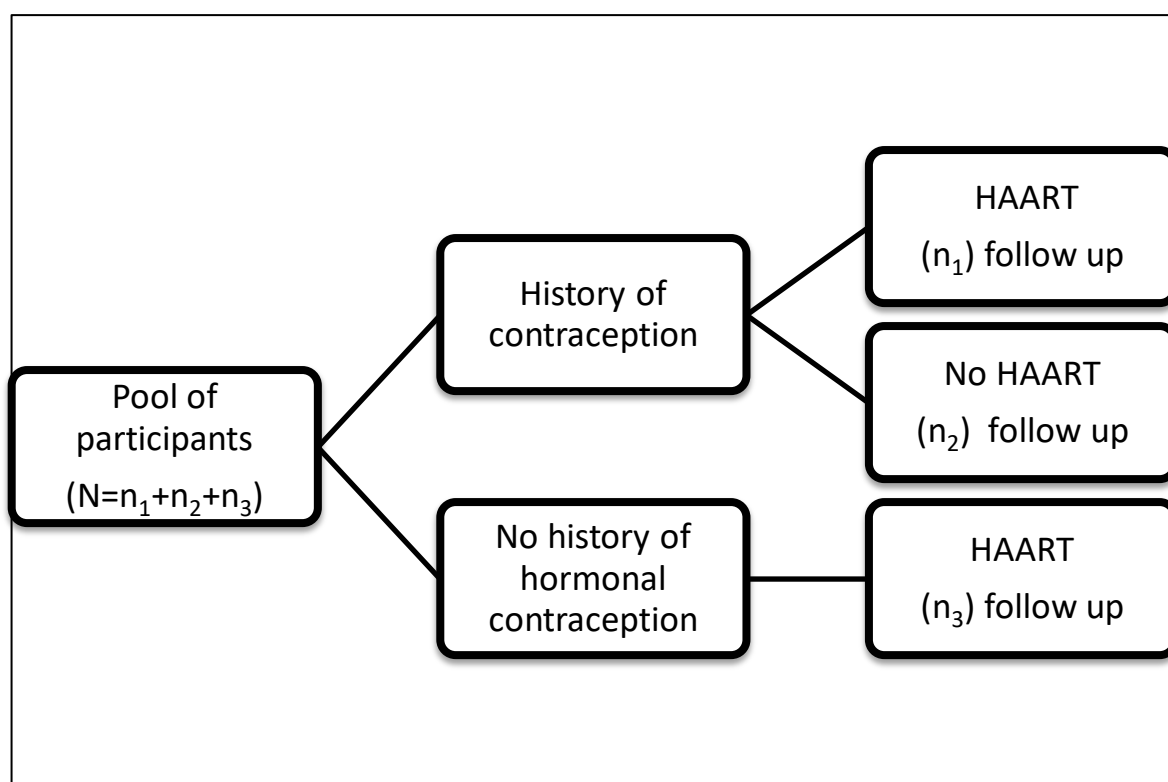 Pool of
participants
(N=n₁+n₂+n₃)
History of
contraception
No history of
hormonal
contraception
HAART
(n₁) follow up
No HAART
(n₂) follow up
HAART
(n₃) follow up